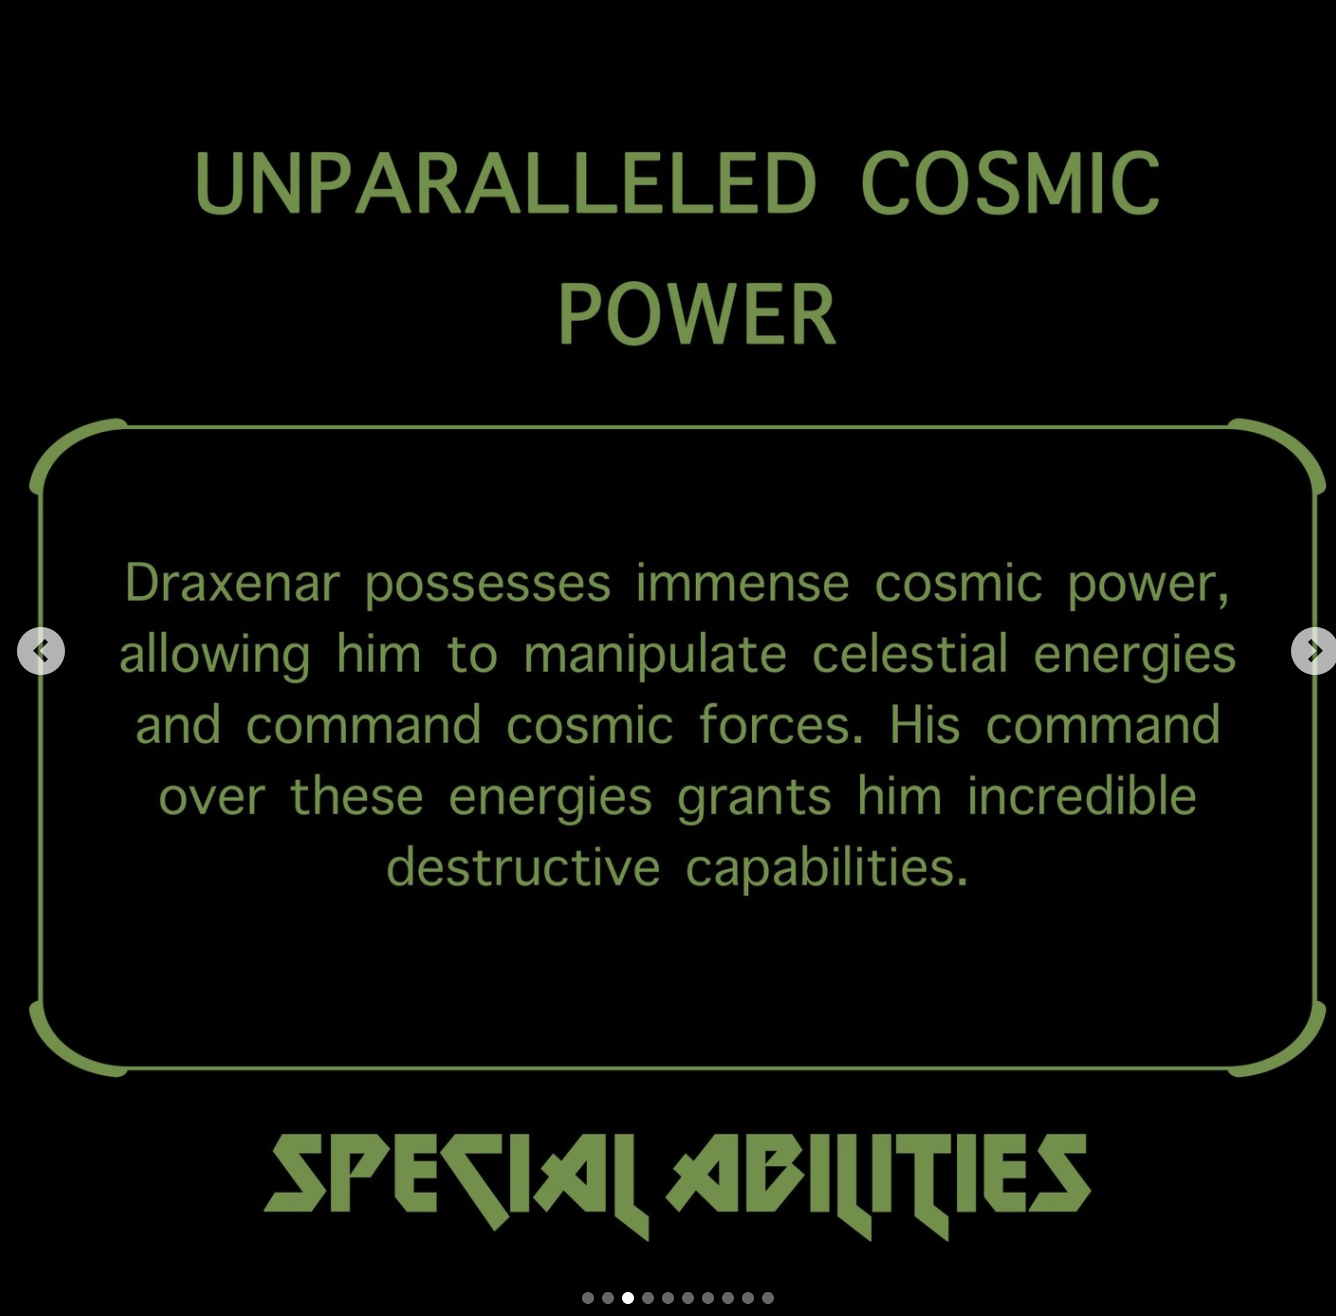 UNPARALLELED COSMIC
POWER
Draxenar possesses immense cosmic power,
allowing him to manipulate celestial energies
and command cosmic forces. His command
over these energies grants him incredible
destructive capabilities.
SPECIAL ABILITIES